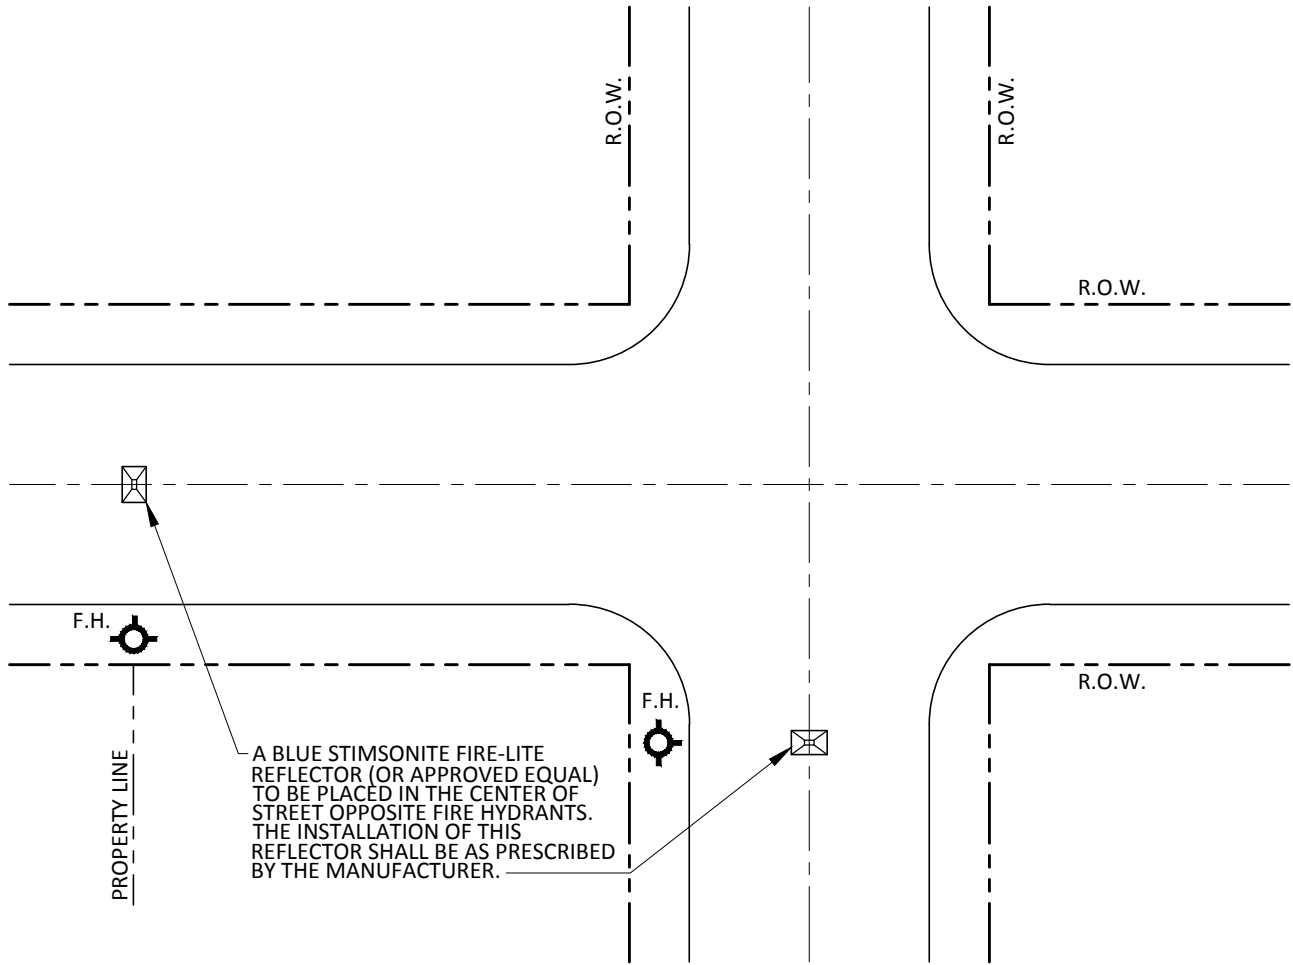 R.O.W.
R.O.W.
R.O.W.
F.H.
F.H.
R.O.W.
PROPERTY LINE
A BLUE STIMSONITE FIRE-LITE
REFLECTOR (OR APPROVED EQUAL)
TO BE PLACED IN THE CENTER OF
STREET OPPOSITE FIRE HYDRANTS.
THE INSTALLATION OF THIS
REFLECTOR SHALL BE AS PRESCRIBED
BY THE MANUFACTURER.